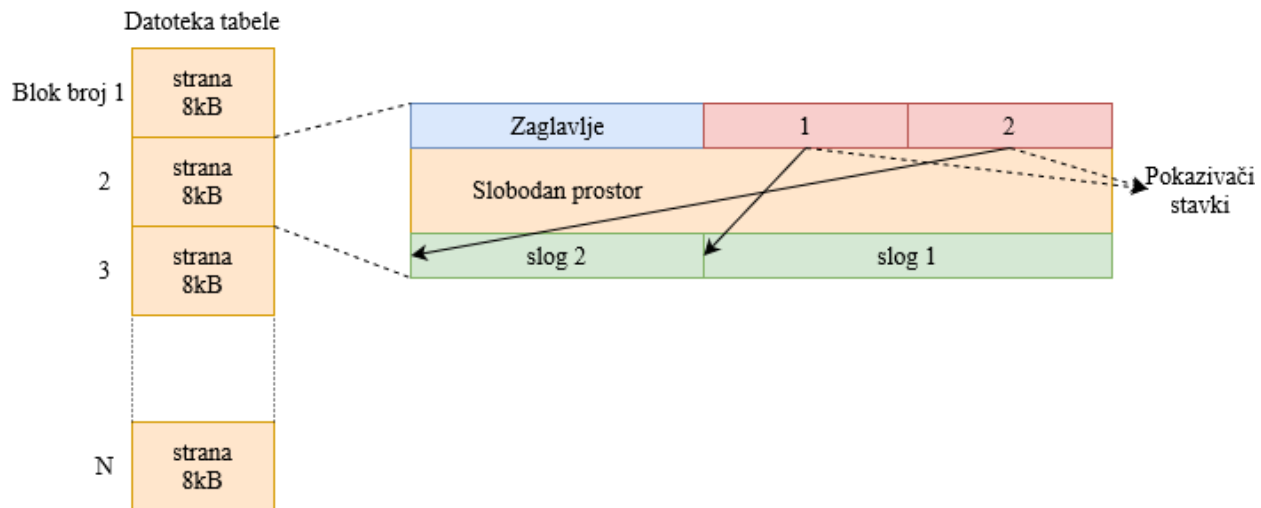 Datoteka tabele
Blok broj 1
strana
8kB
2
strana
8kB
3
strana
8kB
N
strana
8kB
Zaglavlje
1
2
Slobodan prostor
slog 2
slog 1
Pokazivači
stavki